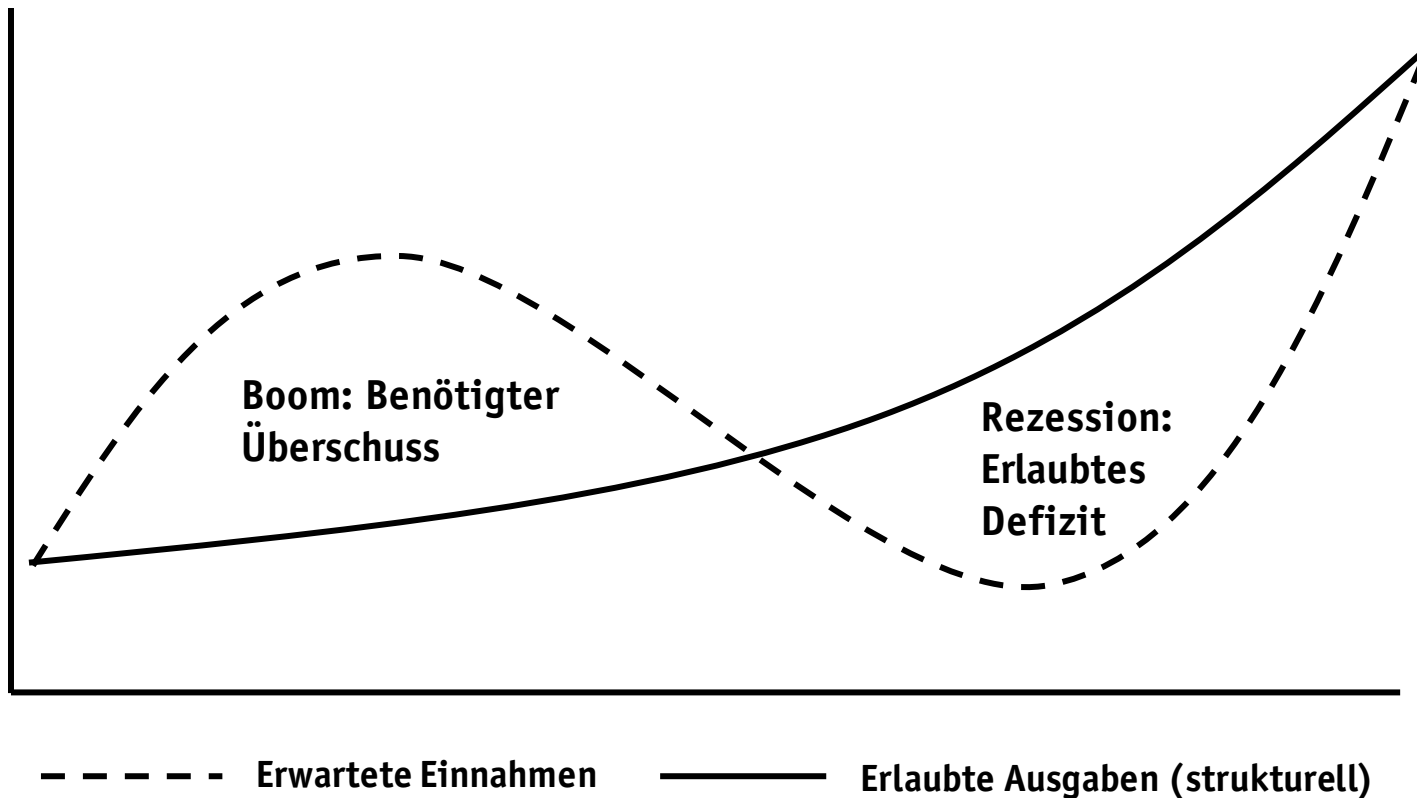 Boom: Benötigter
Überschuss
Rezession:
Erlaubtes
Defizit
Erwartete Einnahmen
Erlaubte Ausgaben (strukturell)